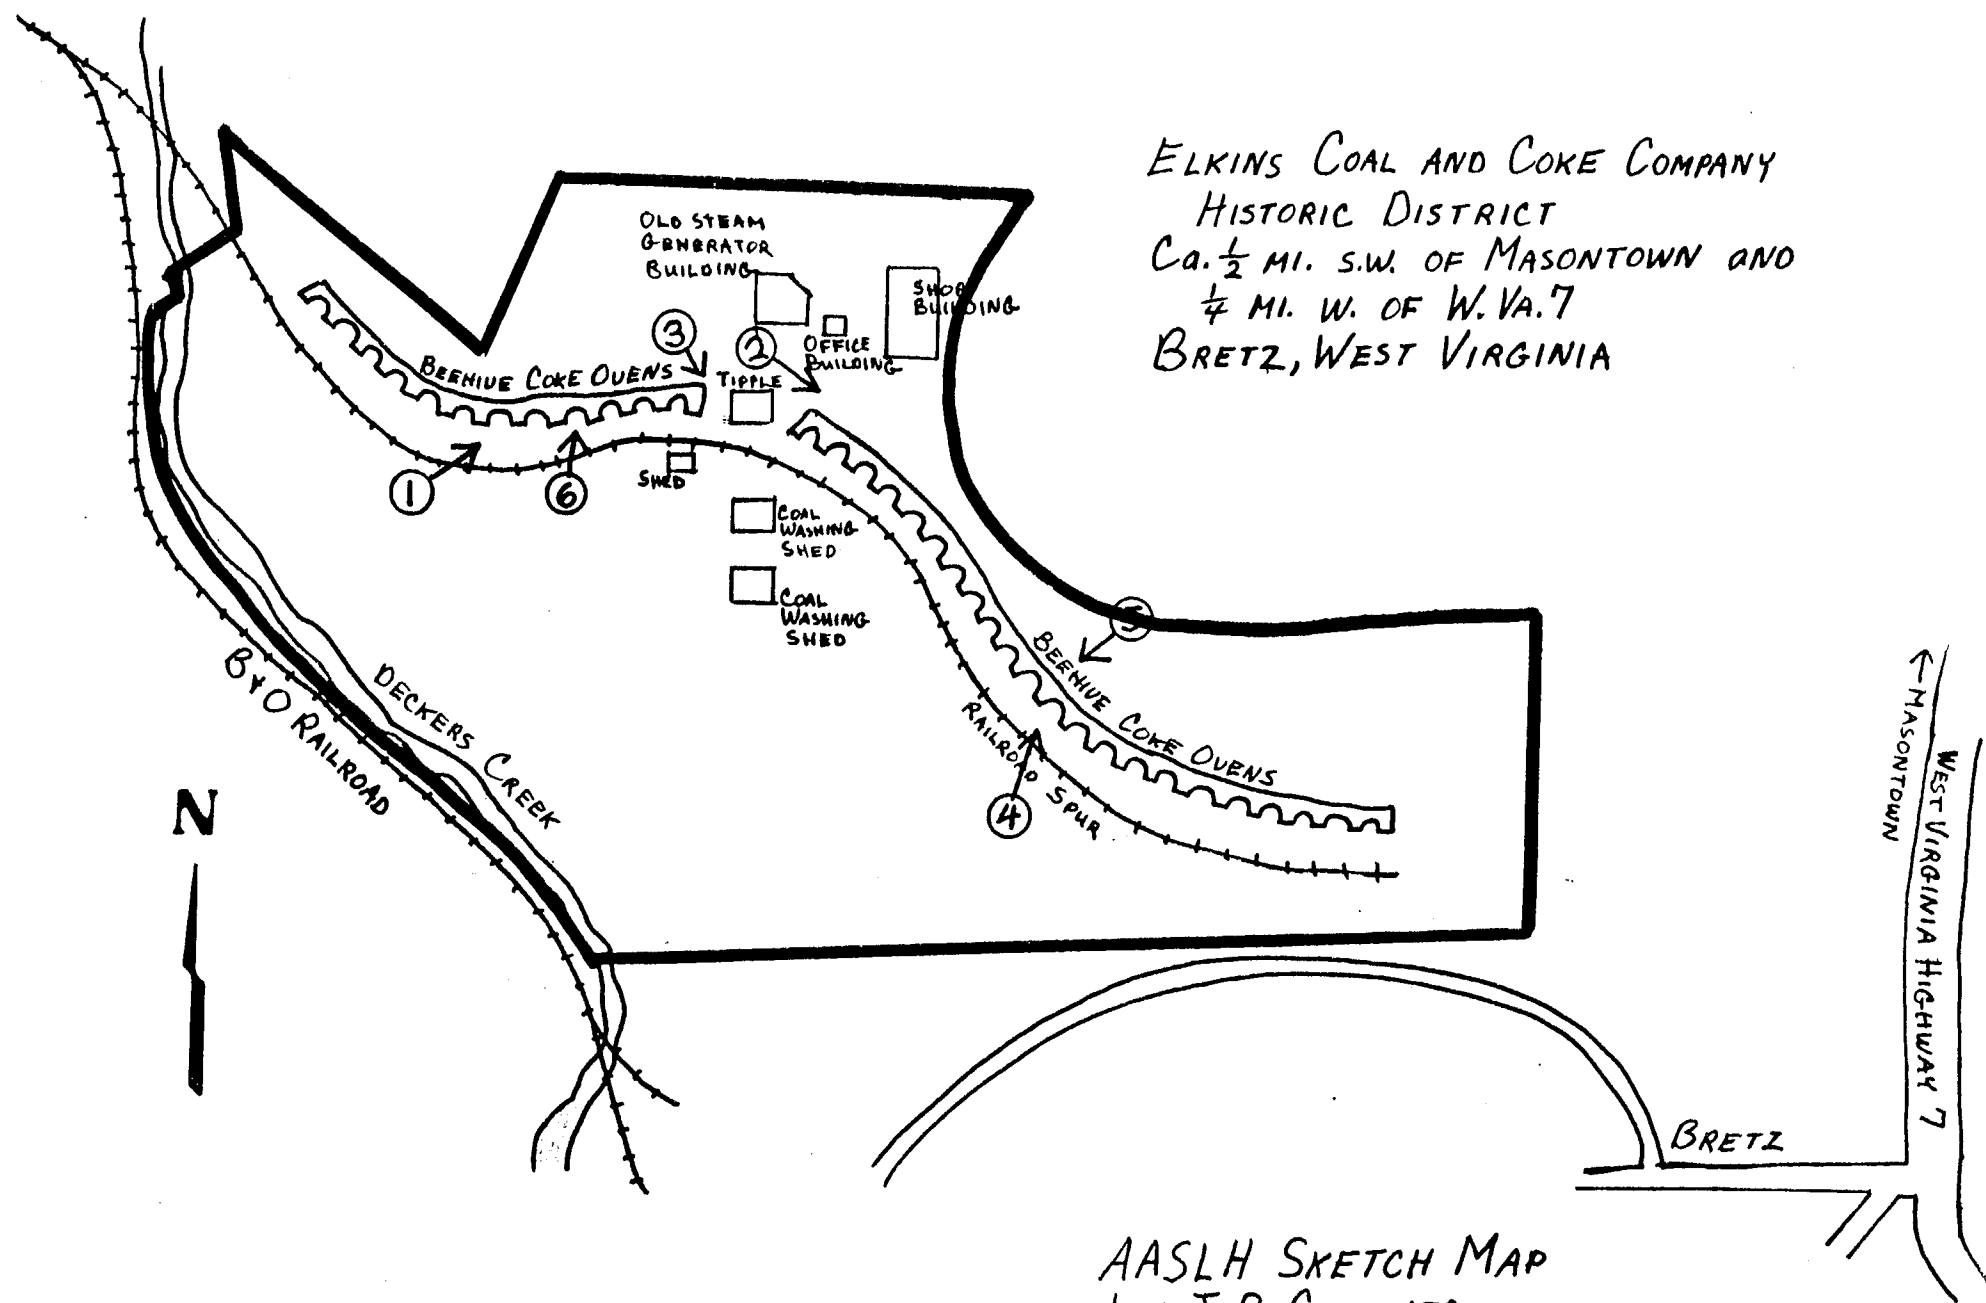 ELKINS COAL AND COKE COMPANY
HISTORIC DISTRICT
Ca. ½ MI. S.W. OF MASONTOWN AND
¼ MI. W. OF W.VA.7
BRETZ, WEST VIRGINIA
OLD STEAM
GENERATOR
BUILDING
SHOP
BUILDING
3
2
OFFICE
BUILDING
BEEHIVE COKE OVENS
TIPPLE
1
6
SHED
COAL
WASHING
SHED
COAL
WASHING
SHED
5
BEEHIVE COKE OVENS
RAILROAD SPUR
4
B & O RAILROAD
DECKERS CREEK
N
←MASONTOWN
WEST VIRGINIA HIGHWAY 7
BRETZ
AASLH SKETCH MAP